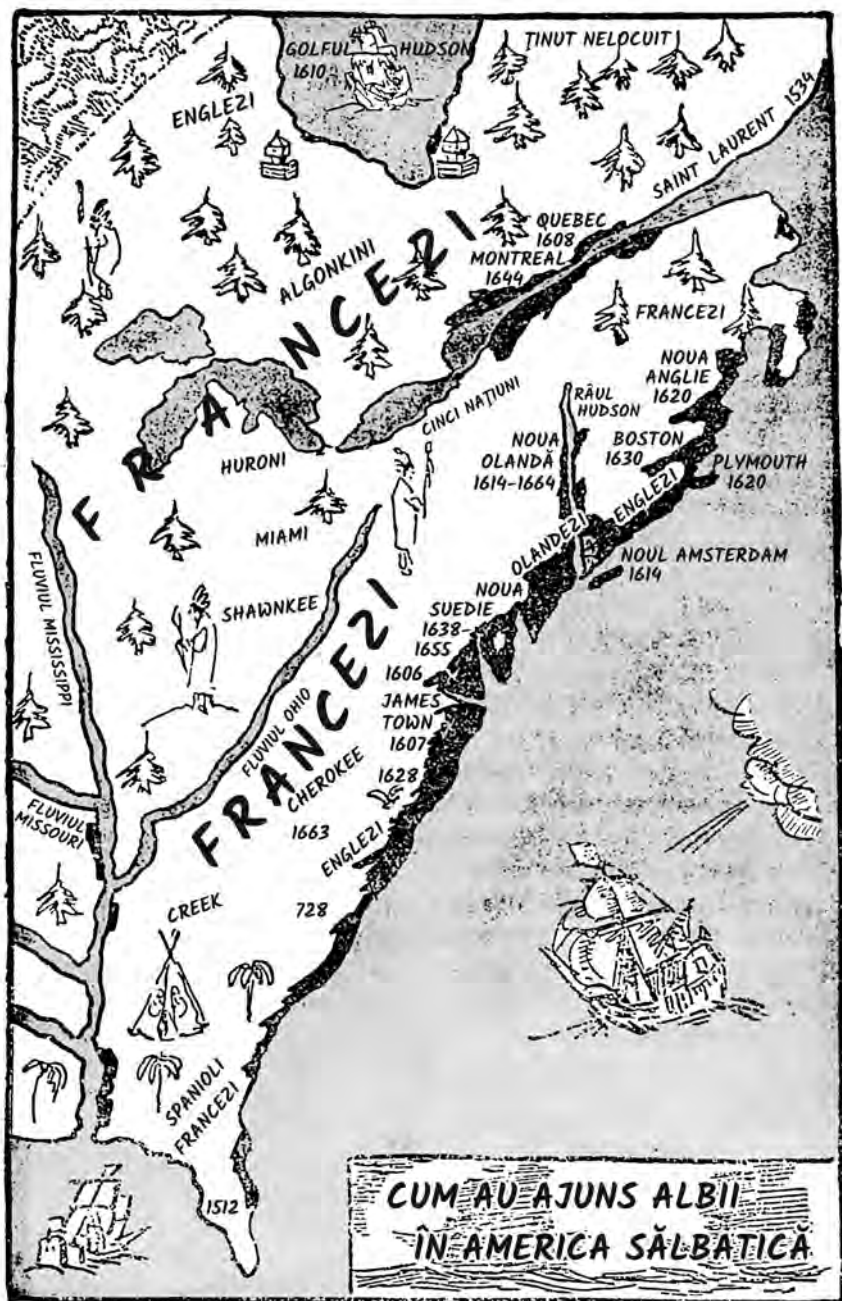 GOLFUL HUDSON
1610
ȚINUT NELOCUIT
ENGLEZI
SAINT LAURENT 1534
QUEBEC
1608
MONTREAL
1644
ALGONKINI
FRANCEZI
FRANCEZI
NOUA
ANGLIE
1620
CINCI NAȚIUNI
RÂUL
HUDSON
HURONI
NOUA
OLANDĂ
1614-1664
BOSTON
1630
PLYMOUTH
1620
ENGLEZI
OLANDEZI
MIAMI
NOUL AMSTERDAM
1614
FLUVIUL MISSISSIPPI
SHAWNKEE
NOUA
SUEDIE
1638-
1655
1606
JAMES
TOWN
1607
FLUVIUL OHIO
FRANCEZI
1628
CHEROKEE
FLUVIUL
MISSOURI
1663
ENGLEZI
CREEK
728
SPANIOLI
FRANCEZI
1512
CUM AU AJUNS ALBII
ÎN AMERICA SĂLBATICĂ